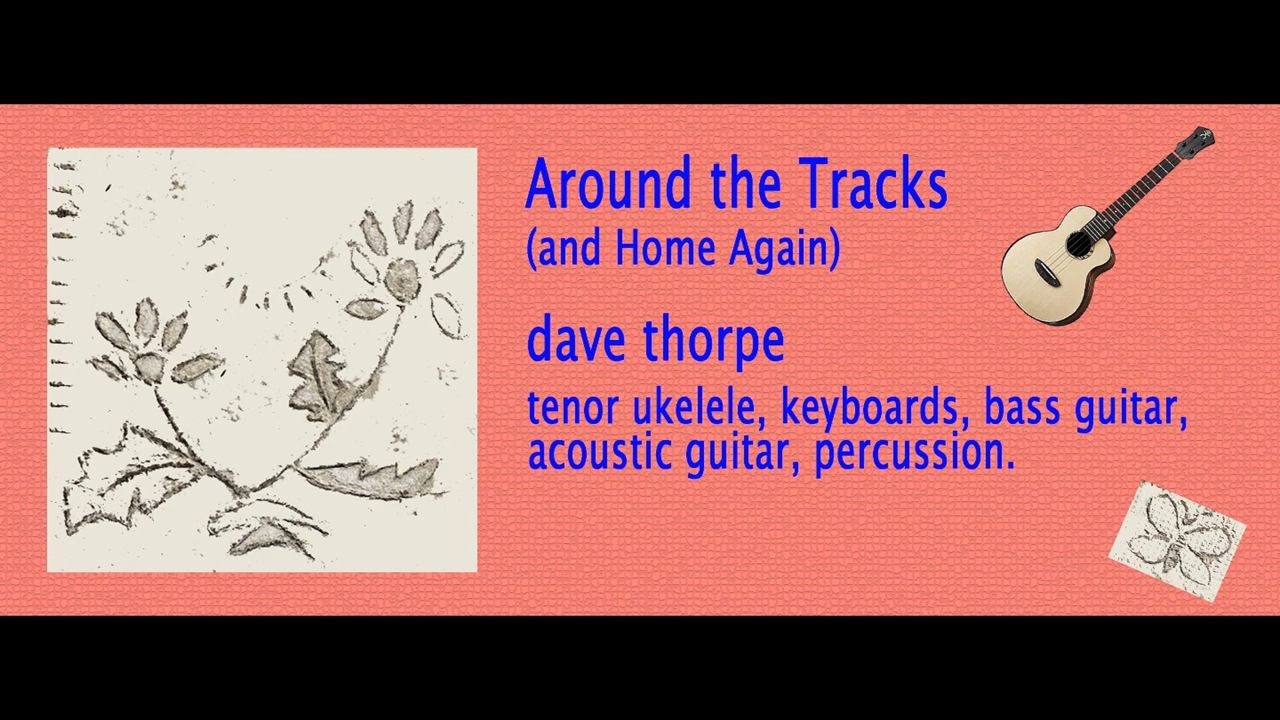 Around the Tracks
(and Home Again)
dave thorpe
tenor ukelele, keyboards, bass guitar,
acoustic guitar, percussion.